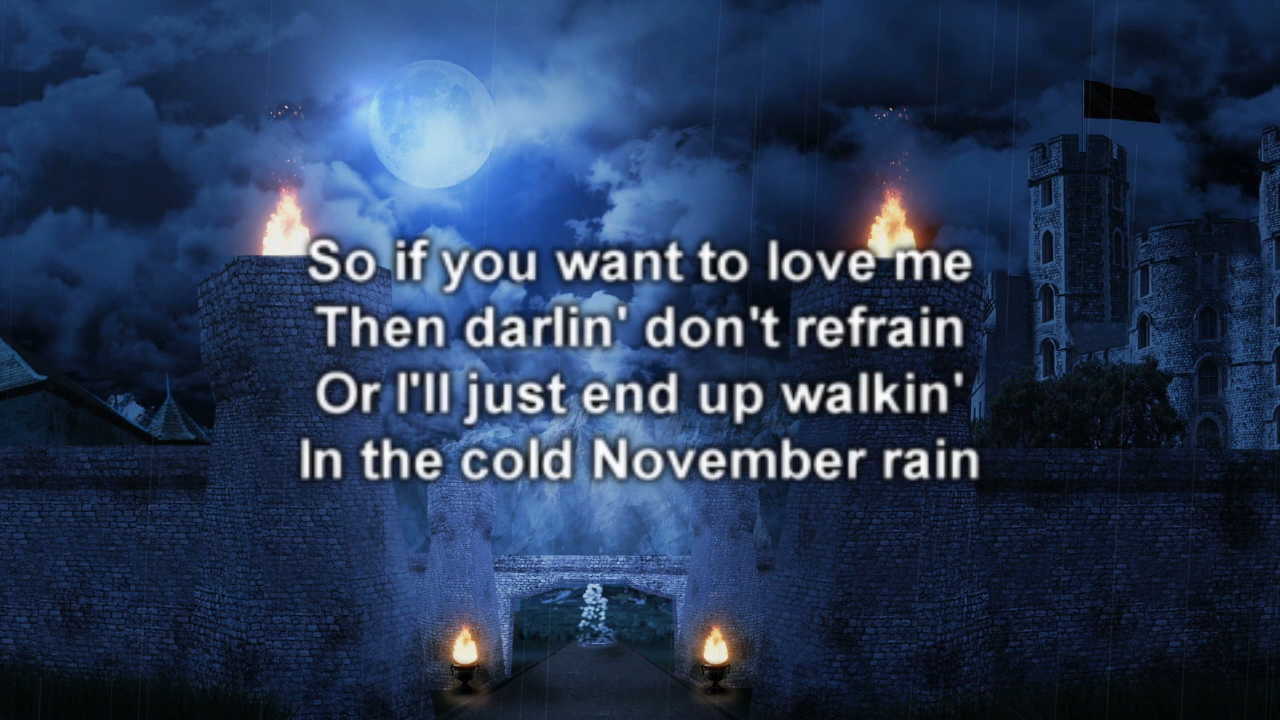 So if you want to love me
Then darlin' don't refrain
Or I'll just end up walkin'
In the cold November rain